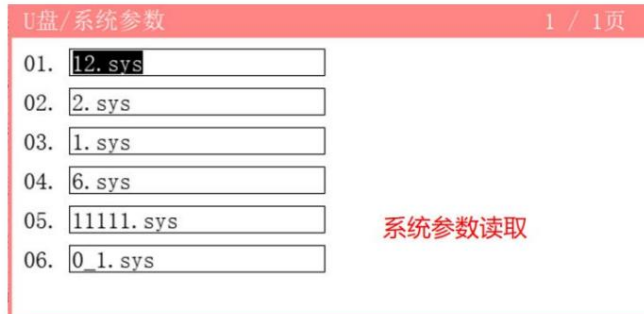 U盘/系统参数 1 / 1页
01. 12.sys
02. 2.sys
03. 1.sys
04. 6.sys
05. 11111.sys
系统参数读取
06. 0_1.sys